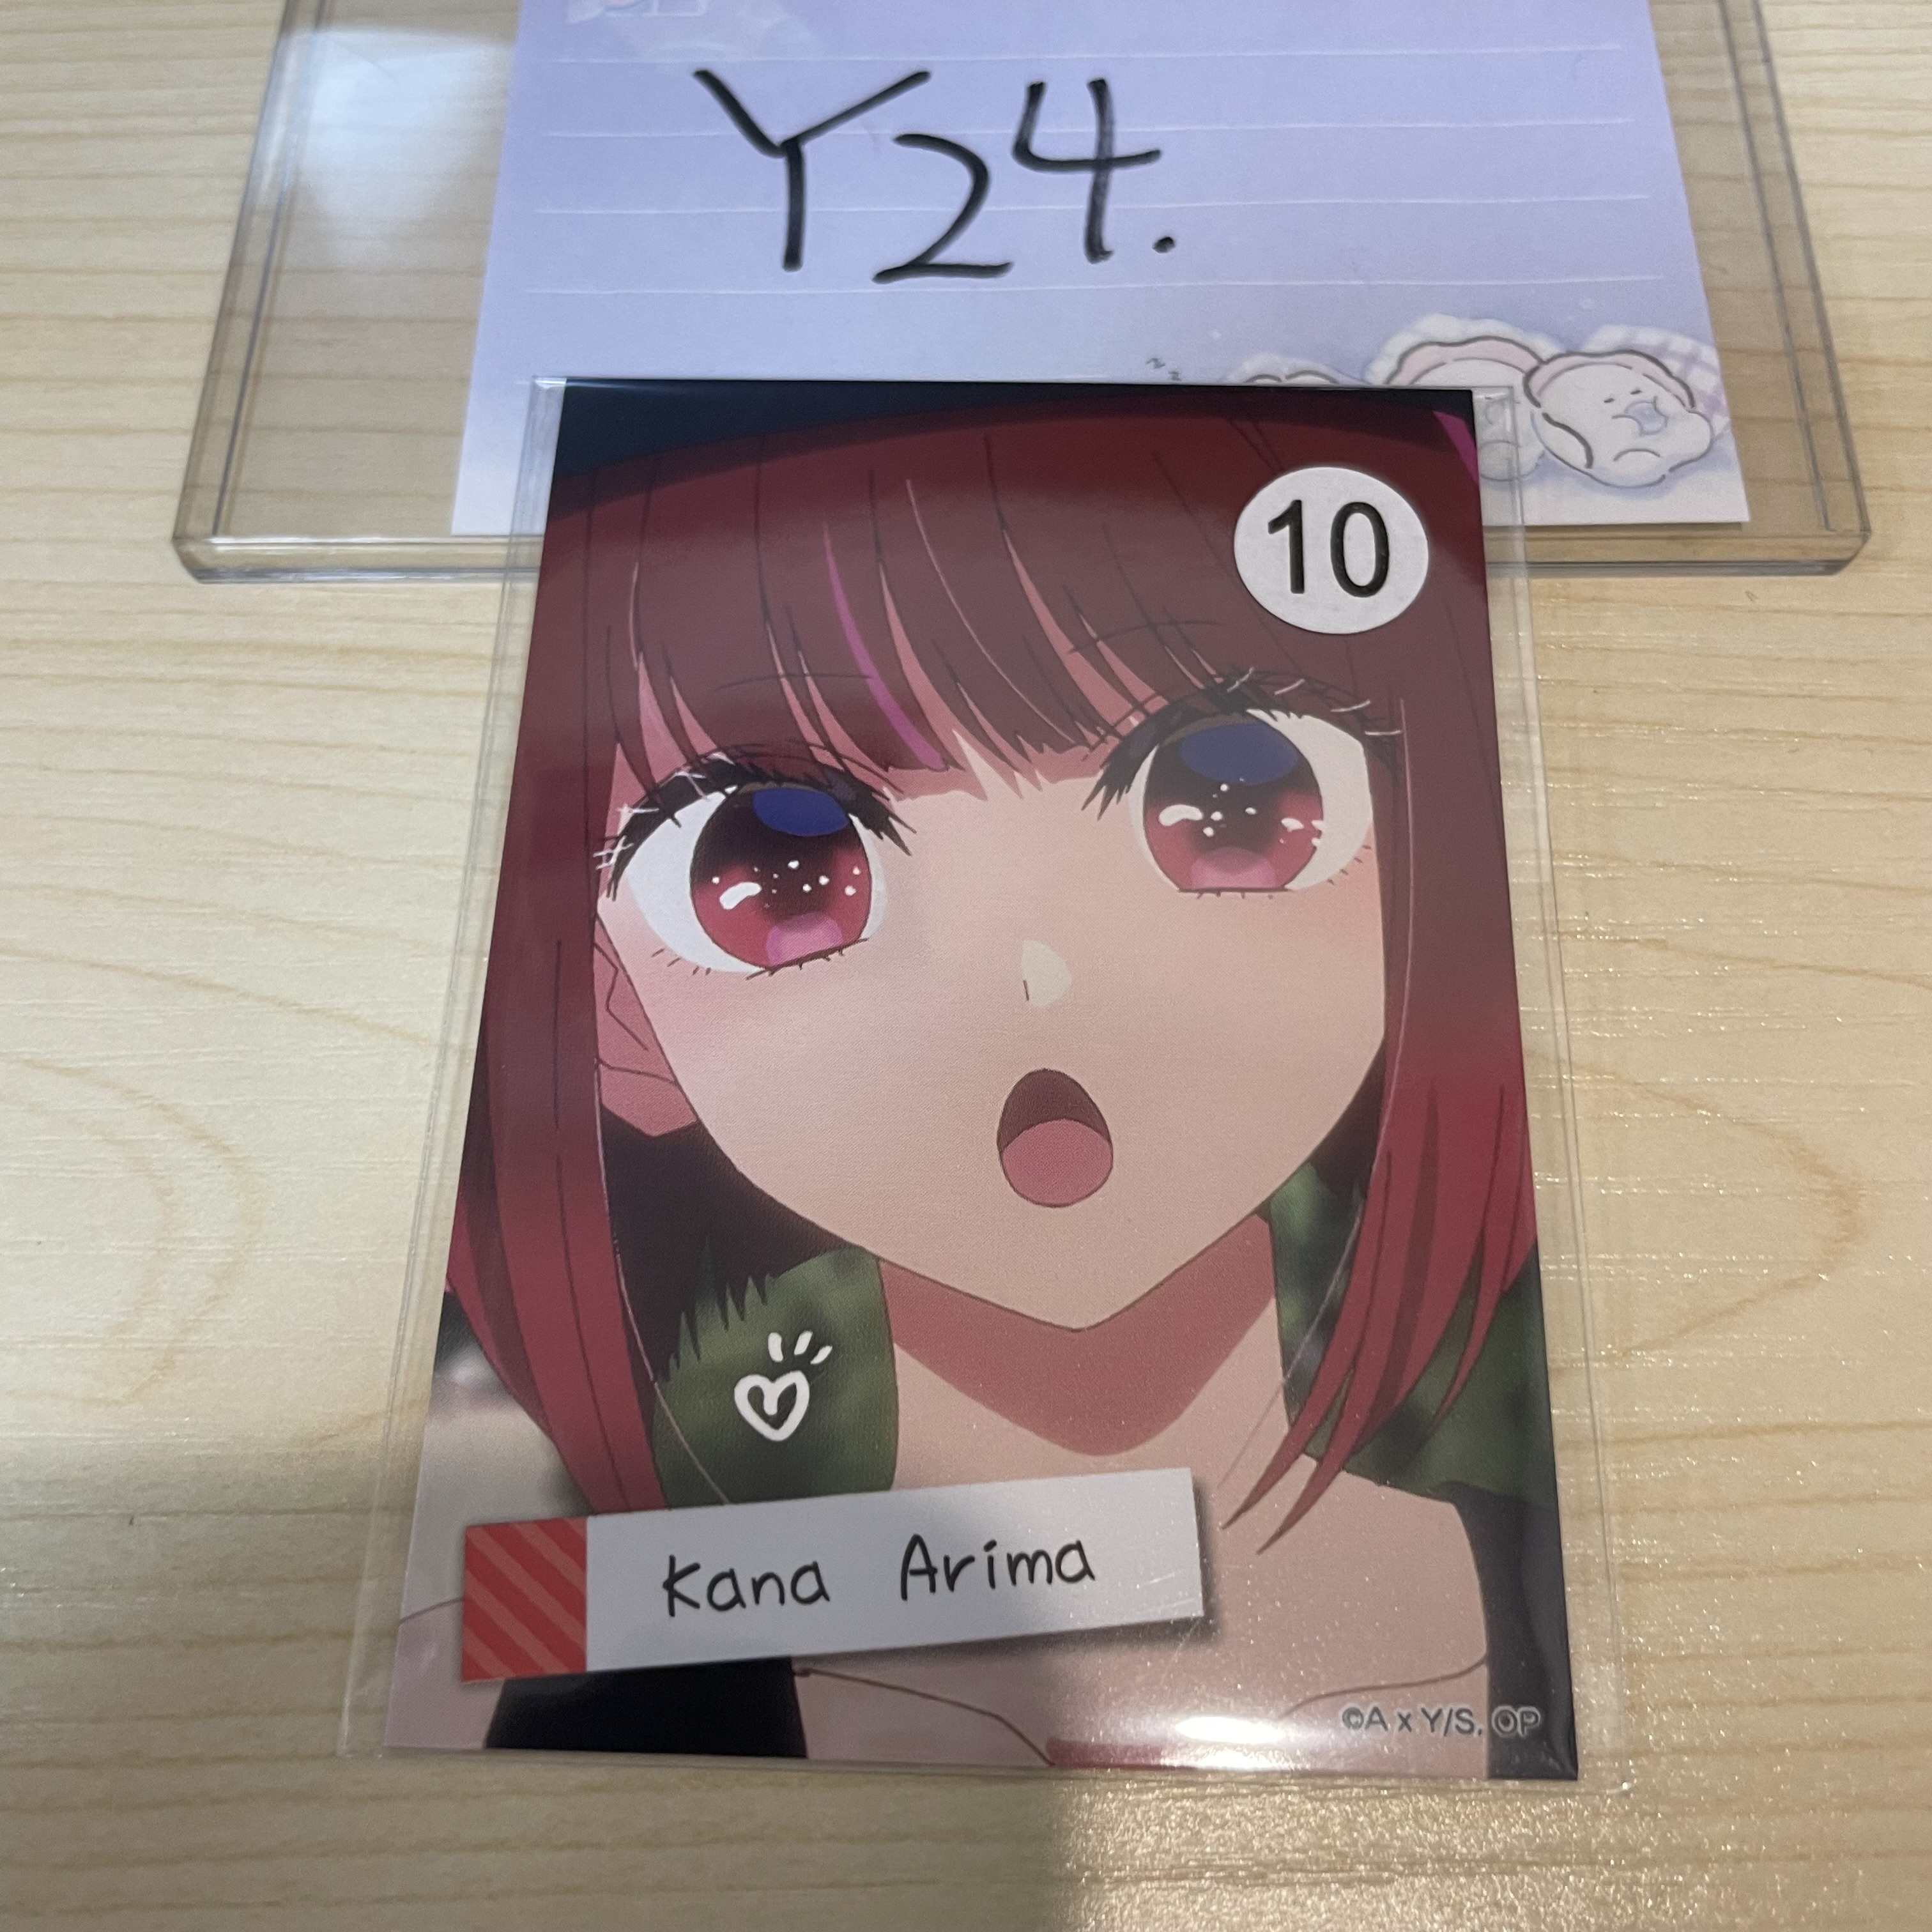 Y24.
10
Kana Arima
©A x Y/S, OP